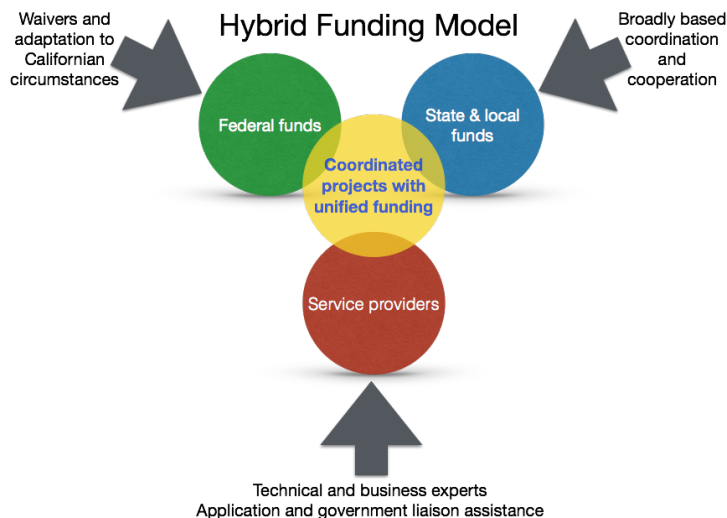 Hybrid Funding Model
Waivers and
adaptation to
Californian
circumstances
Broadly based
coordination
and
cooperation
Federal funds
State & local
funds
Coordinated
projects with
unified funding
Service providers
Technical and business experts
Application and government liaison assistance